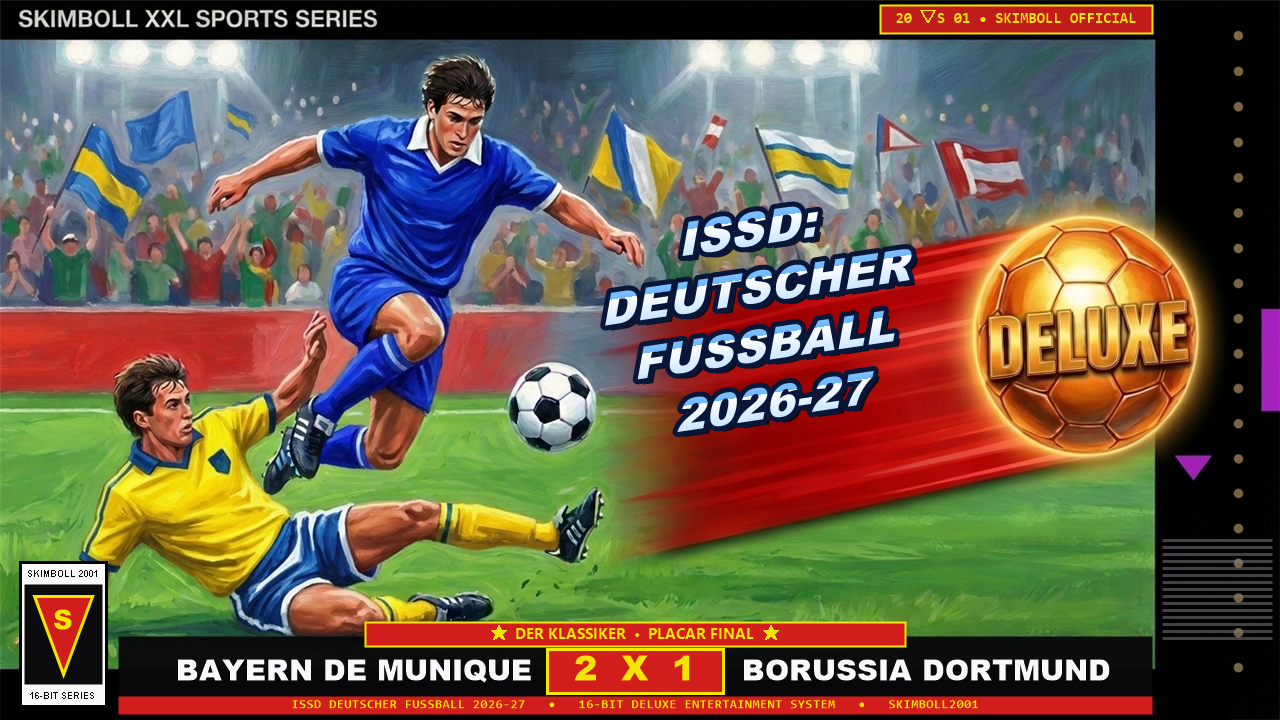 SKIMBOLL XXL SPORTS SERIES
20 ▽S 01 • SKIMBOLL OFFICIAL
ISSD:
DEUTSCHER
FUSSBALL
2026-27
DELUXE
SKIMBOLL 2001
S
16-BIT SERIES
★ DER KLASSIKER • PLACAR FINAL ★
BAYERN DE MUNIQUE 2 X 1 BORUSSIA DORTMUND
ISSD DEUTSCHER FUSSBALL 2026-27 • 16-BIT DELUXE ENTERTAINMENT SYSTEM • SKIMBOLL2001